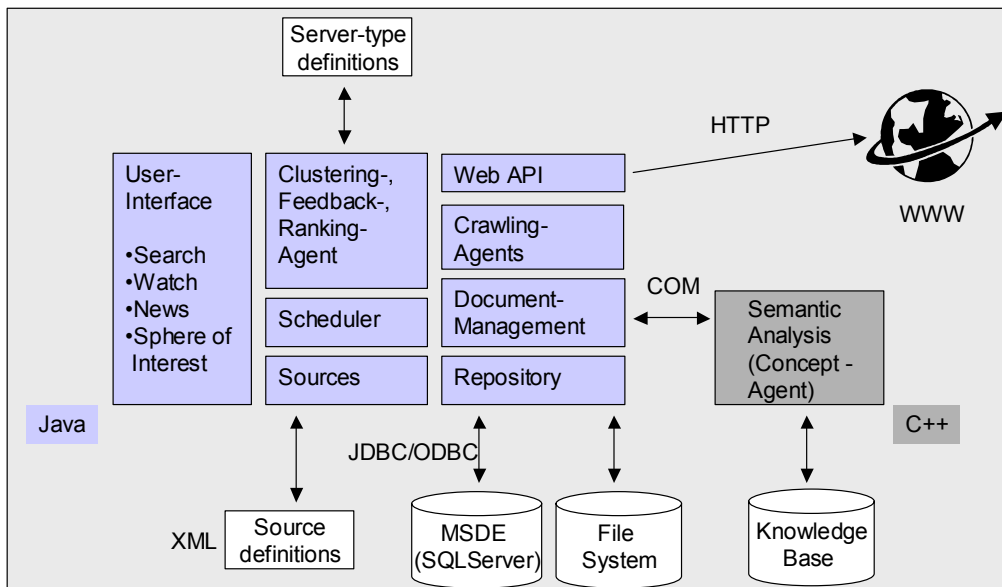 Server-type
definitions
HTTP
WWW
User-
Interface
•Search
•Watch
•News
•Sphere of
Interest
Clustering-,
Feedback-,
Ranking-
Agent
Scheduler
Sources
Web API
Crawling-
Agents
Document-
Management
Repository
COM
Semantic
Analysis
(Concept -
Agent)
Java
C++
JDBC/ODBC
XML
Source
definitions
MSDE
(SQLServer)
File
System
Knowledge
Base